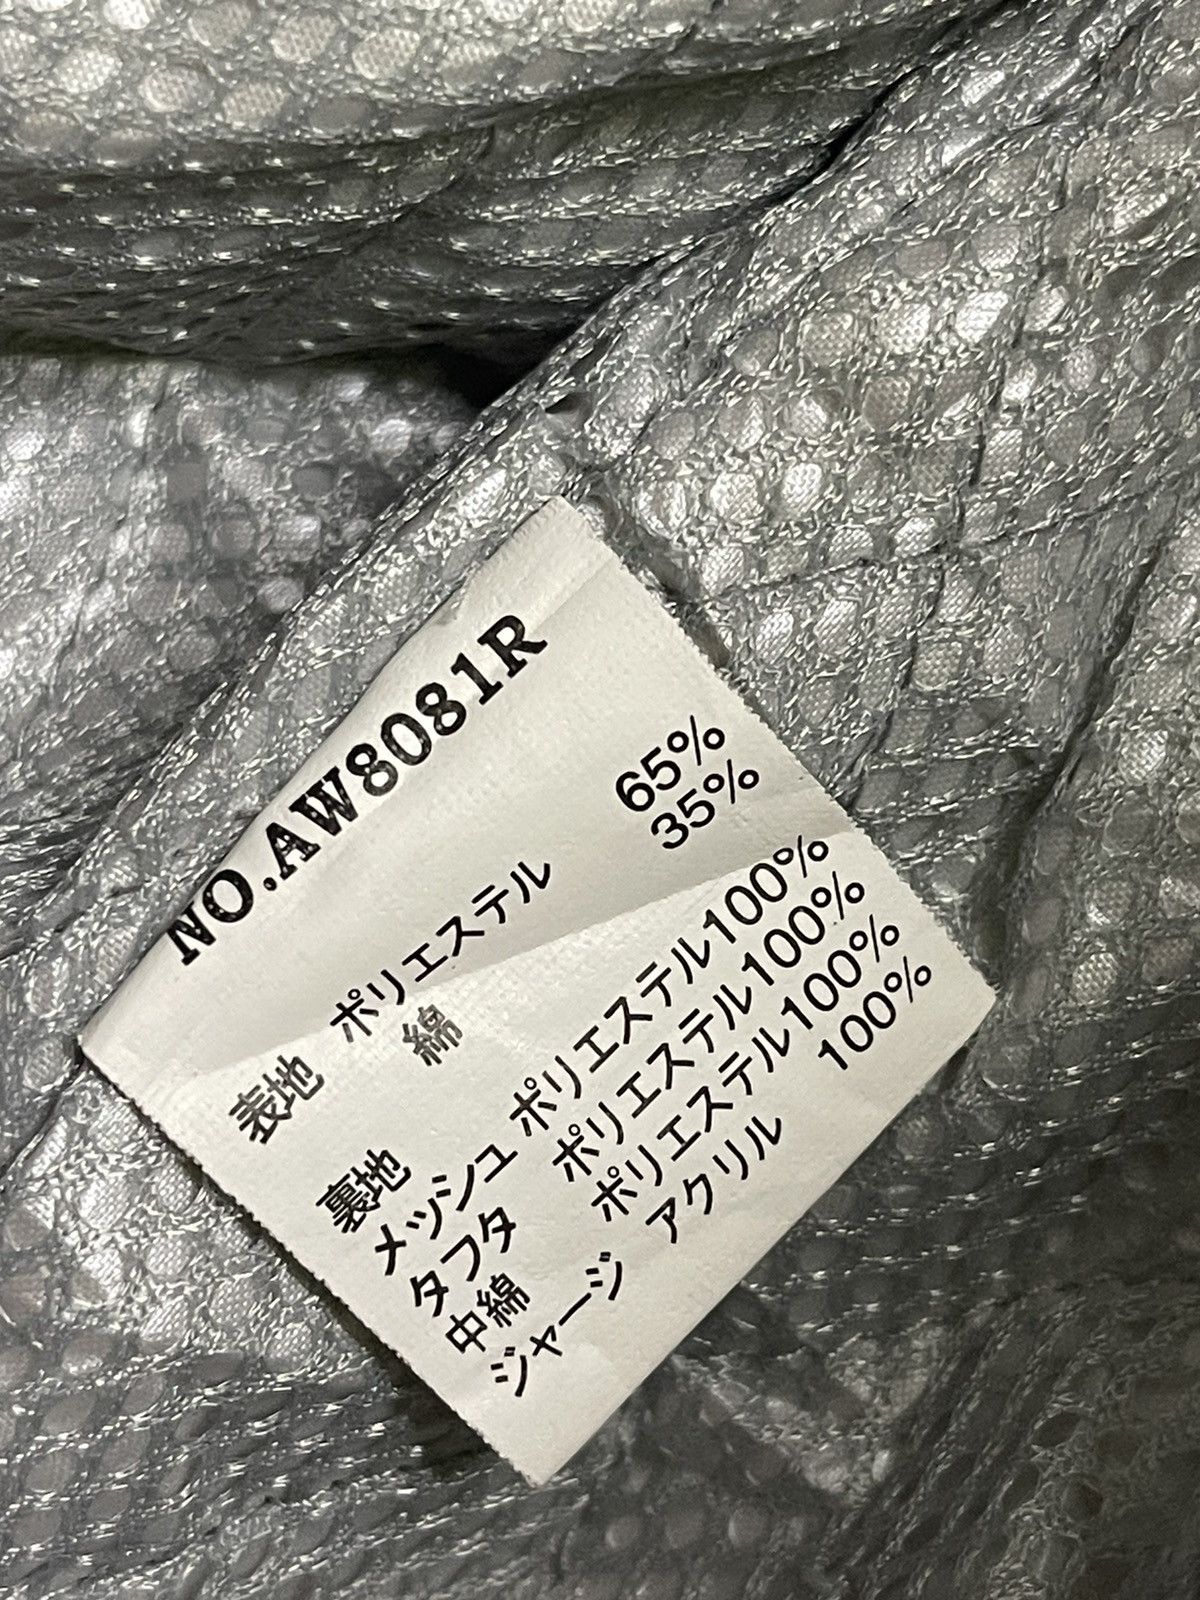 NO.AW8081R
表地 ポリエステル 65%
綿 35%
裏地
メッシュ ポリエステル100%
タフタ ポリエステル100%
中綿 ポリエステル100%
ジャージ アクリル 100%